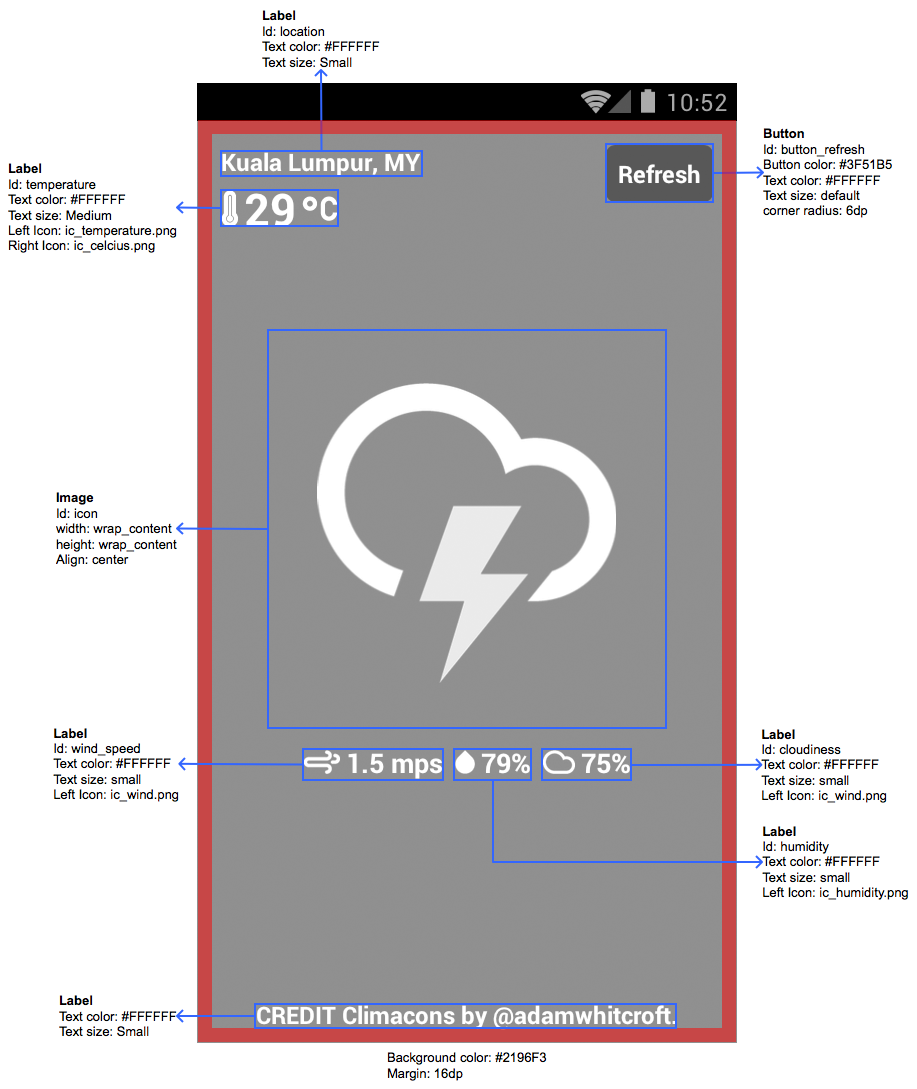 Label
Id: location
Text color: #FFFFFF
Text size: Small
10:52
Kuala Lumpur, MY
Refresh
29 °C
Label
Id: temperature
Text color: #FFFFFF
Text size: Medium
Left Icon: ic_temperature.png
Right Icon: ic_celcius.png
Button
Id: button_refresh
Button color: #3F51B5
Text color: #FFFFFF
Text size: default
corner radius: 6dp
Image
Id: icon
width: wrap_content
height: wrap_content
Align: center
Label
Id: wind_speed
Text color: #FFFFFF
Text size: small
Left Icon: ic_wind.png
1.5 mps 79% 75%
Label
Id: cloudiness
Text color: #FFFFFF
Text size: small
Left Icon: ic_wind.png
Label
Id: humidity
Text color: #FFFFFF
Text size: small
Left Icon: ic_humidity.png
Label
Text color: #FFFFFF
Text size: Small
CREDIT Climacons by @adamwhitcroft.
Background color: #2196F3
Margin: 16dp